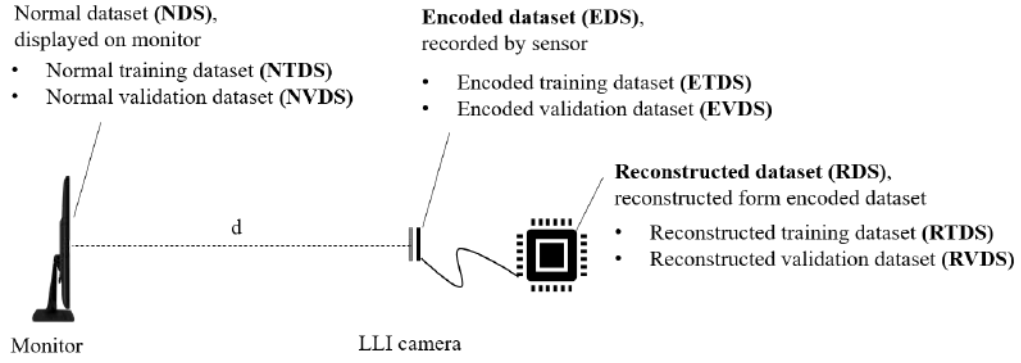 Normal dataset (NDS),
displayed on monitor
• Normal training dataset (NTDS)
• Normal validation dataset (NVDS)
Encoded dataset (EDS),
recorded by sensor
• Encoded training dataset (ETDS)
• Encoded validation dataset (EVDS)
Reconstructed dataset (RDS),
reconstructed form encoded dataset
• Reconstructed training dataset (RTDS)
• Reconstructed validation dataset (RVDS)
d
Monitor
LLI camera